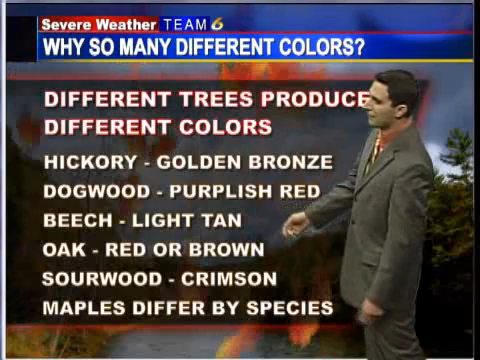 Severe Weather TEAM 6
WHY SO MANY DIFFERENT COLORS?
DIFFERENT TREES PRODUCE
DIFFERENT COLORS
HICKORY - GOLDEN BRONZE
DOGWOOD - PURPLISH RED
BEECH - LIGHT TAN
OAK - RED OR BROWN
SOURWOOD - CRIMSON
MAPLES DIFFER BY SPECIES